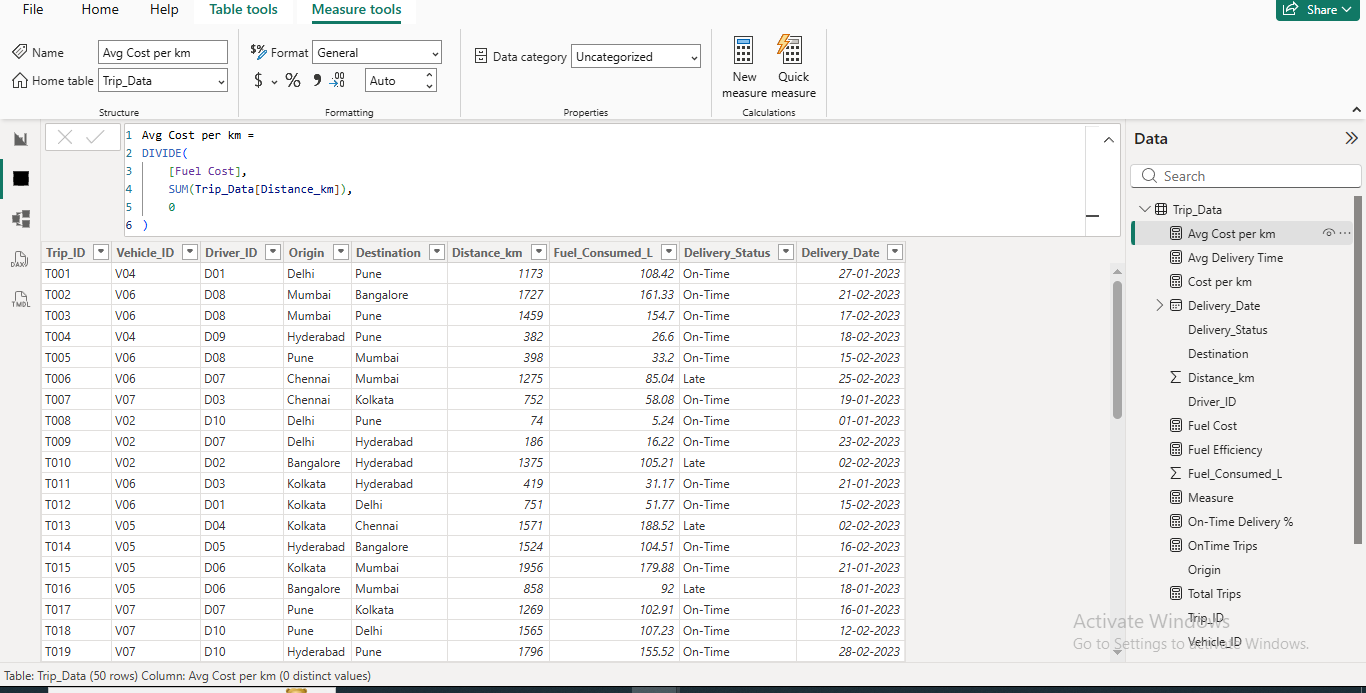 File Home Help Table tools Measure tools Share
Name Avg Cost per km $% Format General Data category Uncategorized New measure Quick measure
Home table Trip_Data $ % Auto
Structure Formatting Properties Calculations
1 Avg Cost per km =
2 DIVIDE(
3 [Fuel Cost],
4 SUM(Trip_Data[Distance_km]),
5 0
6 )
Trip_ID Vehicle_ID Driver_ID Origin Destination Distance_km Fuel_Consumed_L Delivery_Status Delivery_Date
T001 V04 D01 Delhi Pune 1173 108.42 On-Time 27-01-2023
T002 V06 D08 Mumbai Bangalore 1727 161.33 On-Time 21-02-2023
T003 V06 D08 Mumbai Pune 1459 154.7 On-Time 17-02-2023
T004 V04 D09 Hyderabad Pune 382 26.6 On-Time 18-02-2023
T005 V06 D08 Pune Mumbai 398 33.2 On-Time 15-02-2023
T006 V06 D07 Chennai Mumbai 1275 85.04 Late 25-02-2023
T007 V07 D03 Chennai Kolkata 752 58.08 On-Time 19-01-2023
T008 V02 D10 Delhi Pune 74 5.24 On-Time 01-01-2023
T009 V02 D07 Delhi Hyderabad 186 16.22 On-Time 23-02-2023
T010 V02 D02 Bangalore Hyderabad 1375 105.21 Late 02-02-2023
T011 V06 D03 Kolkata Hyderabad 419 31.17 On-Time 21-01-2023
T012 V06 D01 Kolkata Delhi 751 51.77 On-Time 15-02-2023
T013 V05 D04 Kolkata Chennai 1571 188.52 Late 02-02-2023
T014 V05 D05 Hyderabad Bangalore 1524 104.51 On-Time 16-02-2023
T015 V05 D06 Kolkata Mumbai 1956 179.88 On-Time 21-01-2023
T016 V05 D06 Bangalore Mumbai 858 92 Late 18-01-2023
T017 V07 D07 Pune Kolkata 1269 102.91 On-Time 16-01-2023
T018 V07 D10 Pune Delhi 1565 107.23 On-Time 12-02-2023
T019 V07 D10 Hyderabad Pune 1796 155.52 On-Time 28-02-2023
DAX
TMDL
Data
Search
Trip_Data
Avg Cost per km
Avg Delivery Time
Cost per km
Delivery_Date
Delivery_Status
Destination
Distance_km
Driver_ID
Fuel Cost
Fuel Efficiency
Fuel_Consumed_L
Measure
On-Time Delivery %
OnTime Trips
Origin
Total Trips
Trip_ID
Vehicle_ID
Activate Windows
Go to Settings to activate Windows.
Table: Trip_Data (50 rows) Column: Avg Cost per km (0 distinct values)